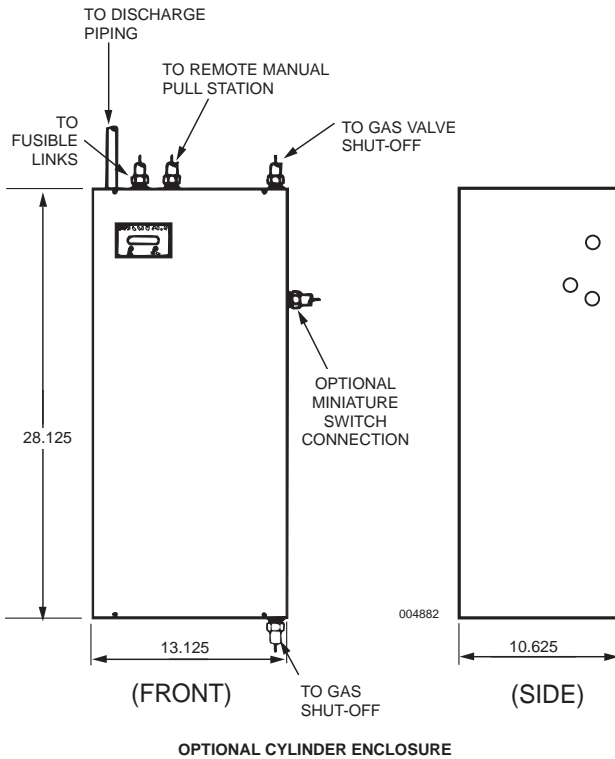 TO DISCHARGE
PIPING
TO REMOTE MANUAL
PULL STATION
TO
FUSIBLE
LINKS
TO GAS VALVE
SHUT-OFF
OPTIONAL
MINIATURE
SWITCH
CONNECTION
28.125
004882
13.125
10.625
(FRONT)
TO GAS
SHUT-OFF
(SIDE)
OPTIONAL CYLINDER ENCLOSURE